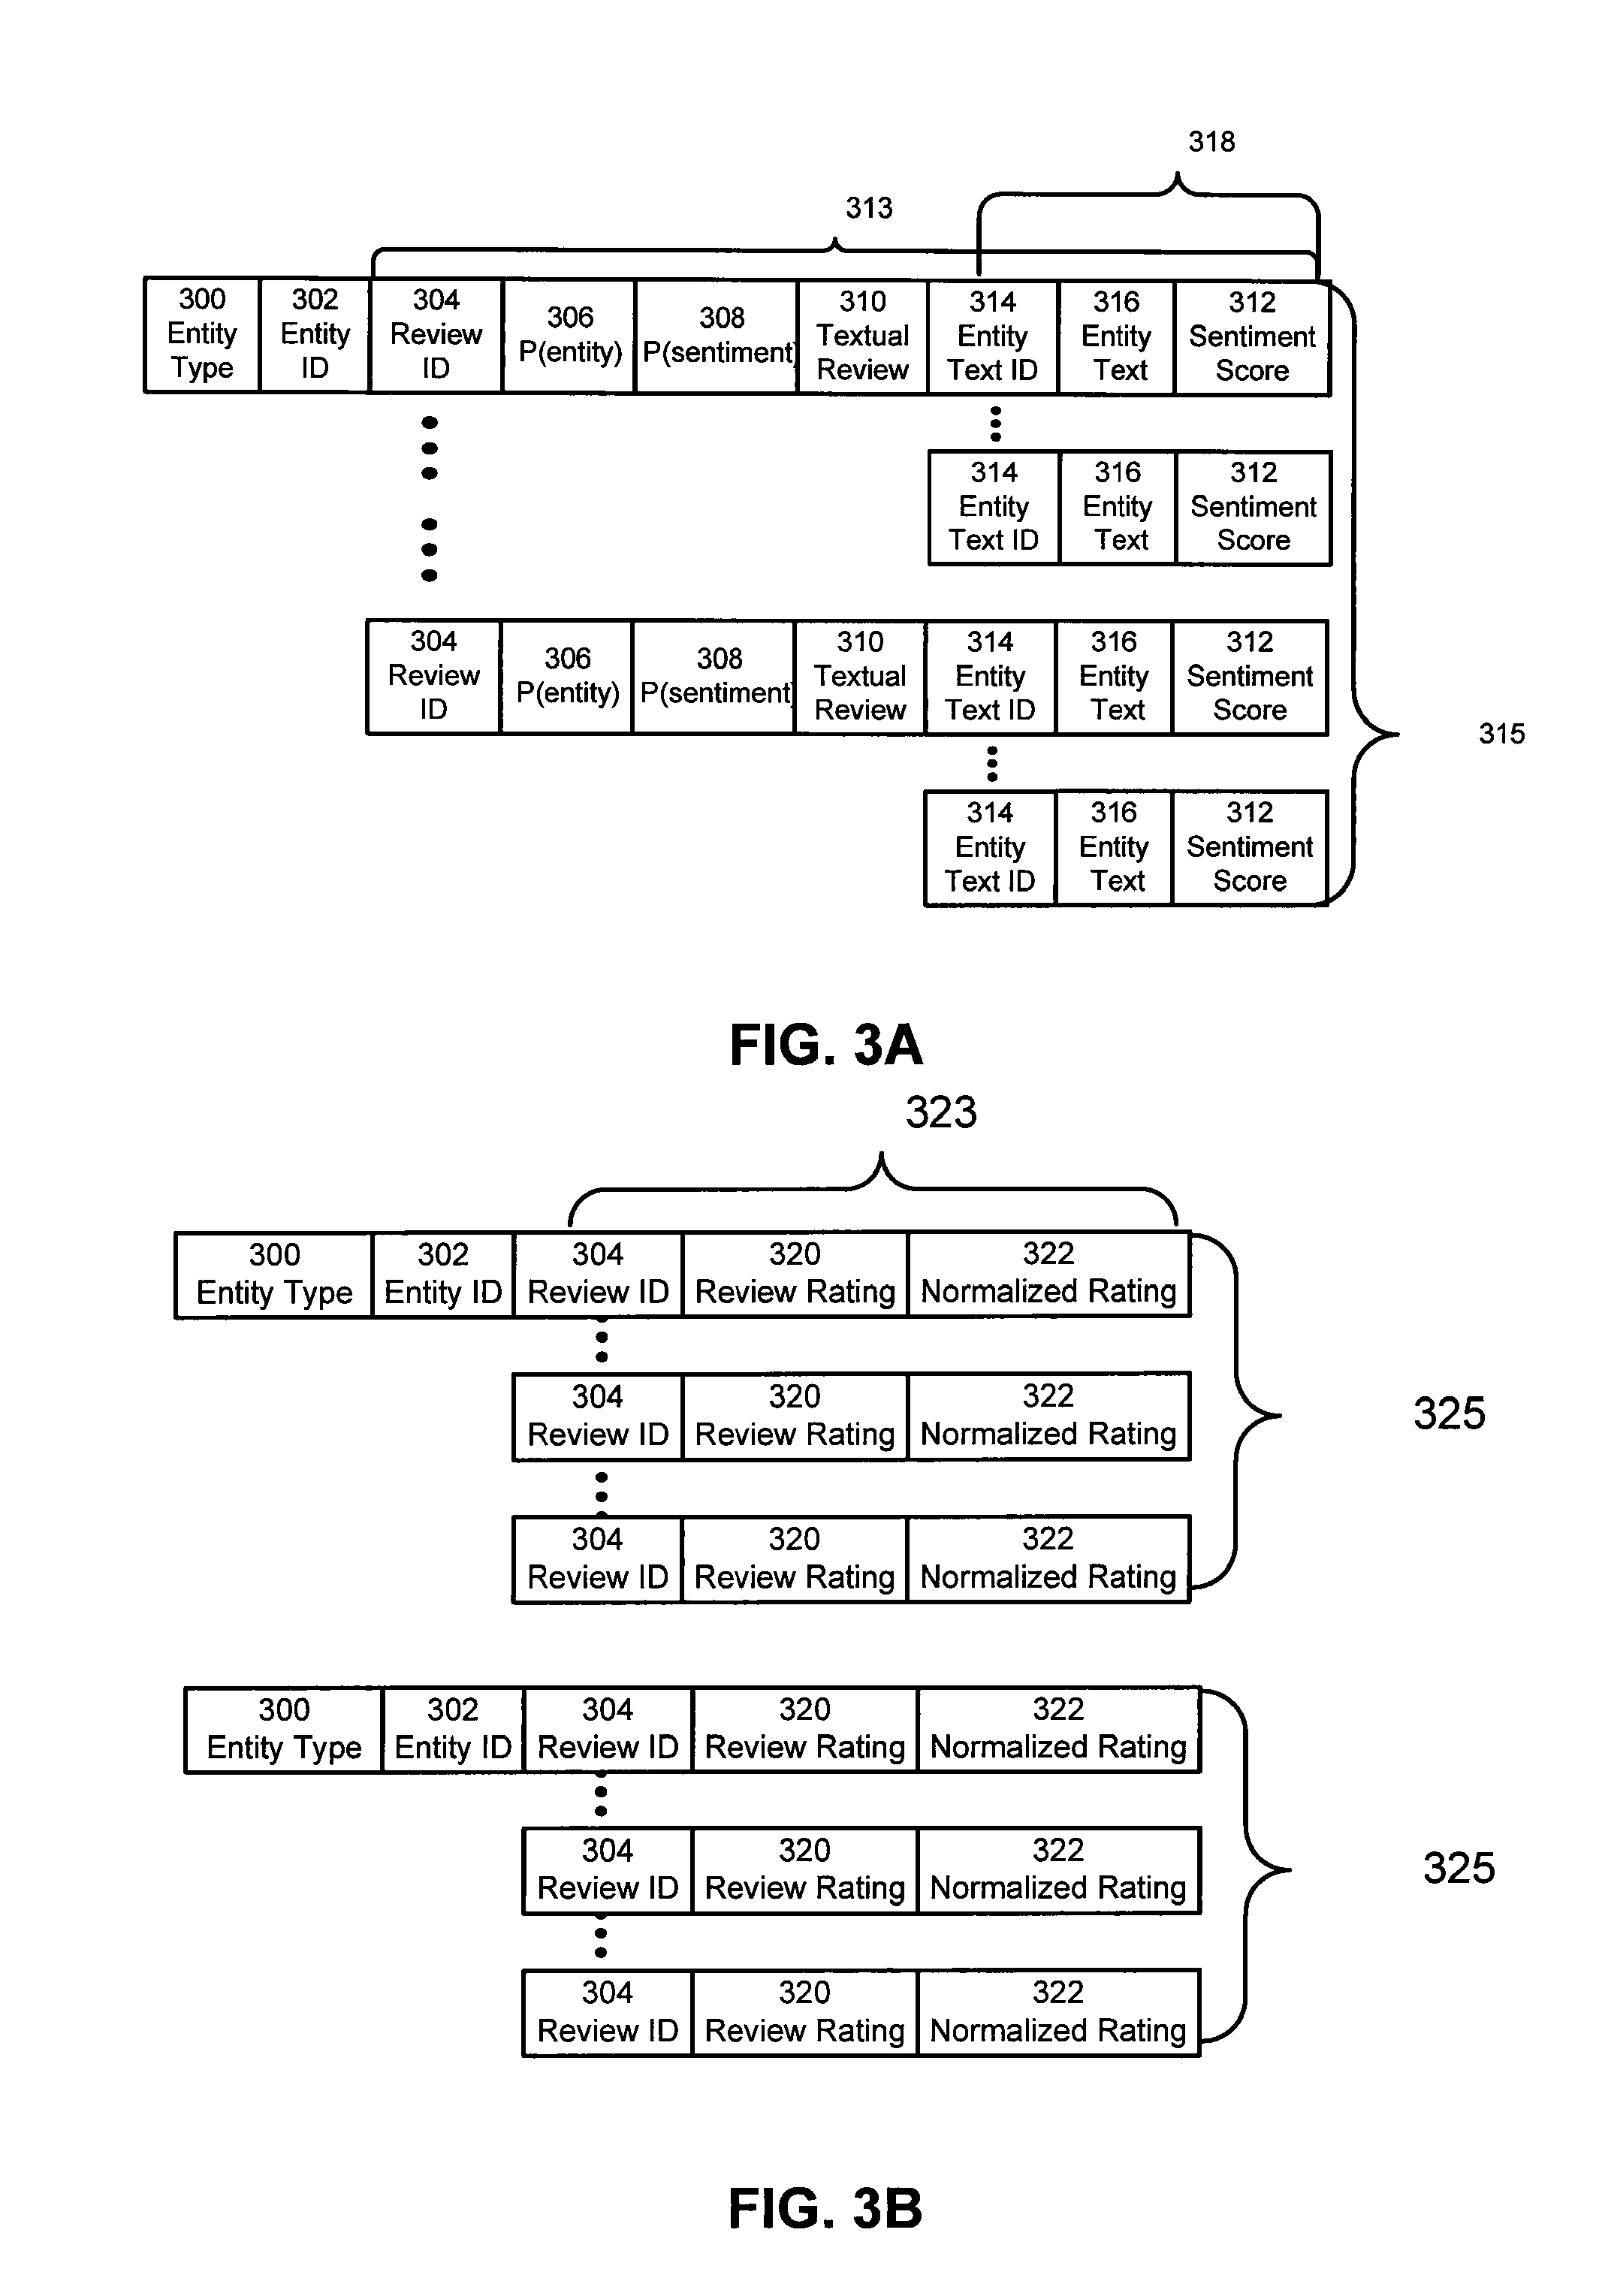 318
313
300 Entity Type
302 Entity ID
304 Review ID
306 P(entity)
308 P(sentiment)
310 Textual Review
314 Entity Text ID
316 Entity Text
312 Sentiment Score
314 Entity Text ID
316 Entity Text
312 Sentiment Score
304 Review ID
306 P(entity)
308 P(sentiment)
310 Textual Review
314 Entity Text ID
316 Entity Text
312 Sentiment Score
315
314 Entity Text ID
316 Entity Text
312 Sentiment Score
FIG. 3A
323
300 Entity Type
302 Entity ID
304 Review ID
320 Review Rating
322 Normalized Rating
304 Review ID
320 Review Rating
322 Normalized Rating
325
304 Review ID
320 Review Rating
322 Normalized Rating
300 Entity Type
302 Entity ID
304 Review ID
320 Review Rating
322 Normalized Rating
304 Review ID
320 Review Rating
322 Normalized Rating
325
304 Review ID
320 Review Rating
322 Normalized Rating
FIG. 3B